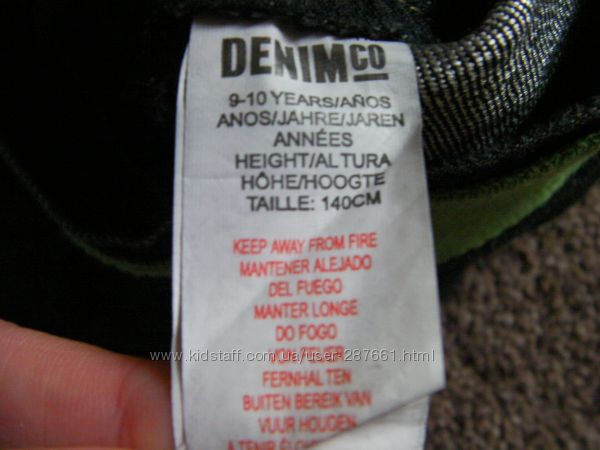 DENIMCO
9-10 YEARS/AÑOS
ANOS/JAHRE/JAREN
ANNÉES
HEIGHT/ALTURA
HÖHE/HOOGTE
TAILLE: 140CM
KEEP AWAY FROM FIRE
MANTENER ALEJADO
DEL FUEGO
MANTER LONGE
DO FOGO
www.kidstaff.com.ua/user-287661.html
FERNHALTEN
BUITEN BEREIK VAN
VUUR HOUDEN
À TENIR